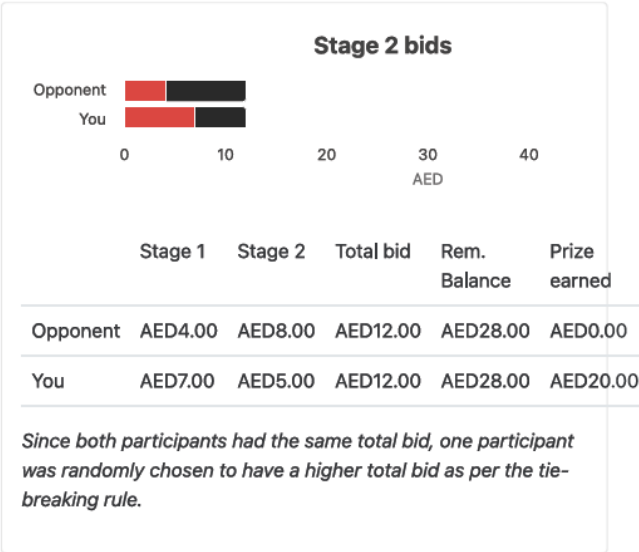 Stage 2 bids
Opponent
You
0 10 20 30 40
AED
Stage 1 Stage 2 Total bid Rem. Balance Prize earned
Opponent AED4.00 AED8.00 AED12.00 AED28.00 AED0.00
You AED7.00 AED5.00 AED12.00 AED28.00 AED20.00
Since both participants had the same total bid, one participant
was randomly chosen to have a higher total bid as per the tie-
breaking rule.